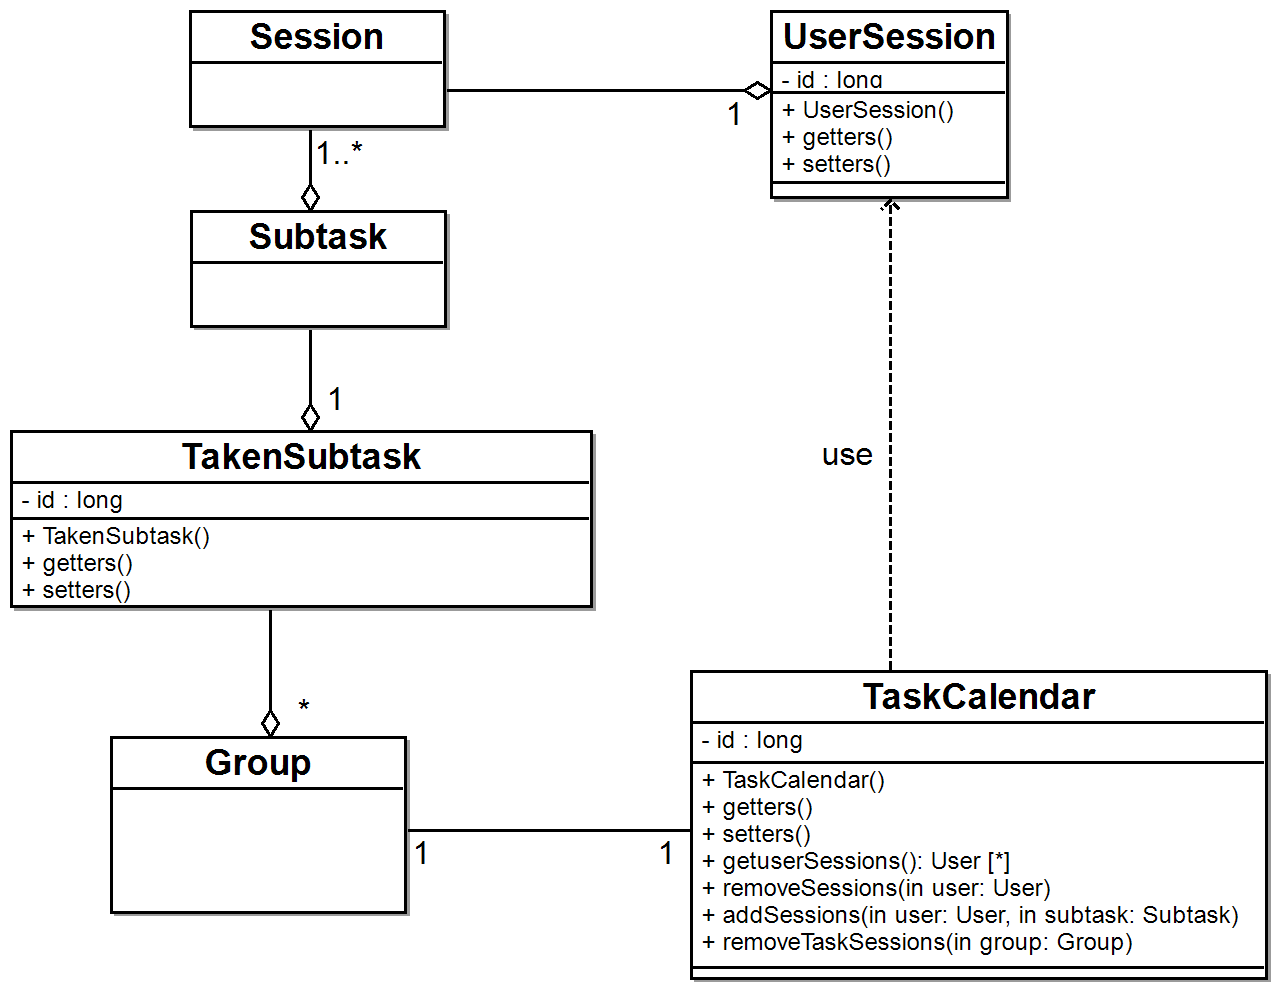 Session
UserSession
- id : long
+ UserSession()
+ getters()
+ setters()
1
1..*
Subtask
1
TakenSubtask
- id : long
+ TakenSubtask()
+ getters()
+ setters()
use
*
Group
1
1
TaskCalendar
- id : long
+ TaskCalendar()
+ getters()
+ setters()
+ getuserSessions(): User [*]
+ removeSessions(in user: User)
+ addSessions(in user: User, in subtask: Subtask)
+ removeTaskSessions(in group: Group)